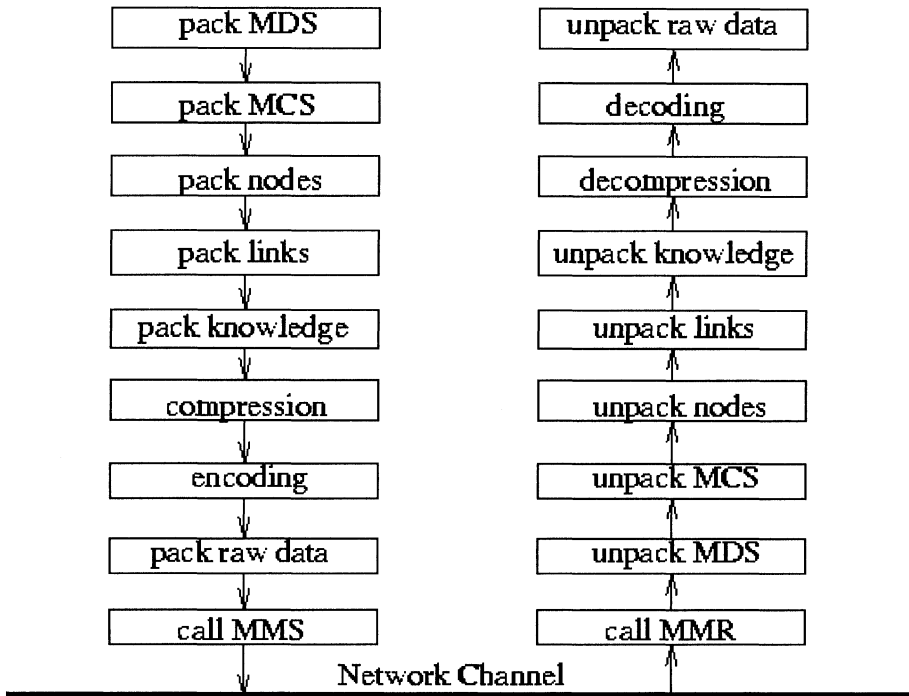 pack MDS
pack MCS
pack nodes
pack links
pack knowledge
compression
encoding
pack raw data
call MMS
unpack raw data
decoding
decompression
unpack knowledge
unpack links
unpack nodes
unpack MCS
unpack MDS
call MMR
Network Channel